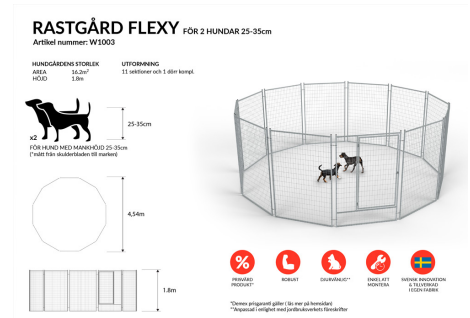 RASTGÅRD FLEXY FÖR 2 HUNDAR 25-35cm
Artikel nummer: W1003
HUNDGÅRDENS STORLEK
AREA 16.2m²
HÖJD 1.8m
UTFORMNING
11 sektioner och 1 dörr kompl.
x2
25-35cm
FÖR HUND MED MANKHÖJD 25-35cm
(*mått från skulderbladen till marken)
4,54m
1.8m
%
PRISVÄRD
PRODUKT*
ROBUST
DJURVÄNLIG**
ENKEL ATT
MONTERA
SVENSK INNOVATION
& TILLVERKAD
I EGEN FABRIK
*Demex prisgaranti gäller ( läs mer på hemsidan)
**Anpassad i enlighet med jordbruksverkets föreskrifter